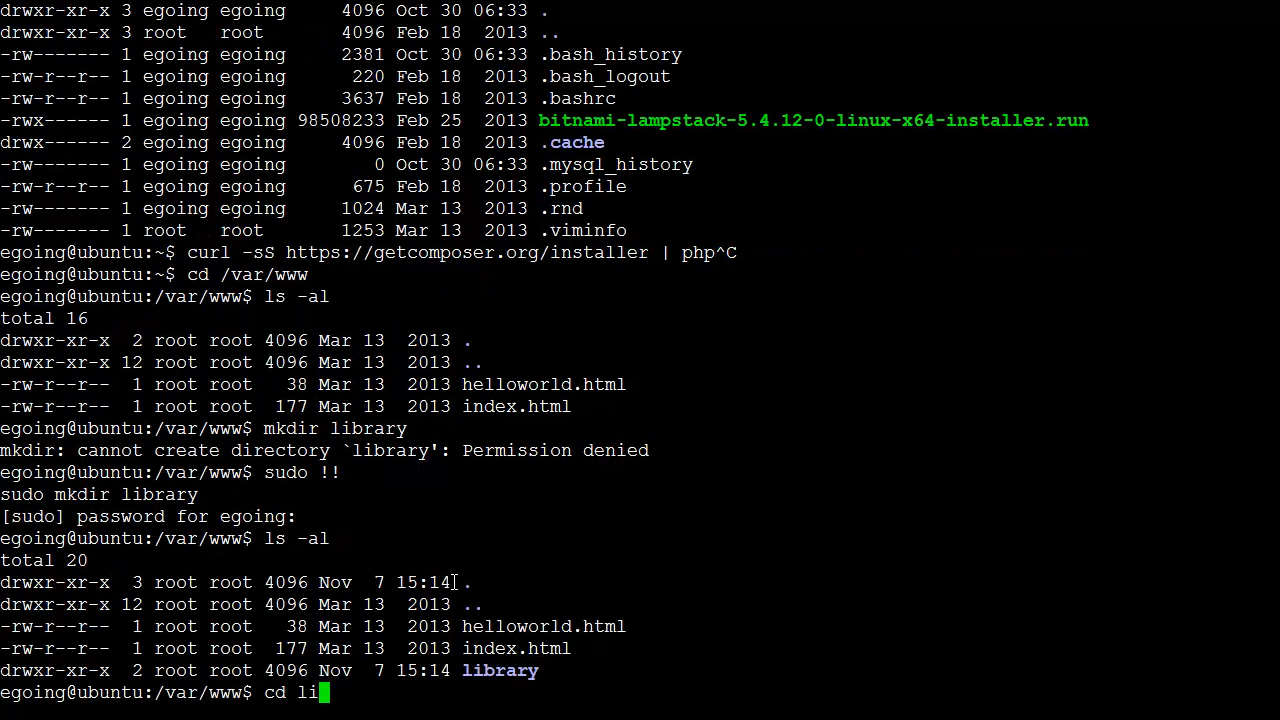 drwxr-xr-x 3 egoing egoing     4096 Oct 30 06:33 .
drwxr-xr-x 3 root   root       4096 Feb 18  2013 ..
-rw------- 1 egoing egoing     2381 Oct 30 06:33 .bash_history
-rw-r--r-- 1 egoing egoing      220 Feb 18  2013 .bash_logout
-rw-r--r-- 1 egoing egoing     3637 Feb 18  2013 .bashrc
-rwx------ 1 egoing egoing 98508233 Feb 25  2013 bitnami-lampstack-5.4.12-0-linux-x64-installer.run
drwx------ 2 egoing egoing     4096 Feb 18  2013 .cache
-rw------- 1 egoing egoing        0 Oct 30 06:33 .mysql_history
-rw-r--r-- 1 egoing egoing      675 Feb 18  2013 .profile
-rw------- 1 egoing egoing     1024 Mar 13  2013 .rnd
-rw------- 1 root   root       1253 Mar 13  2013 .viminfo
egoing@ubuntu:~$ curl -sS https://getcomposer.org/installer | php^C
egoing@ubuntu:~$ cd /var/www
egoing@ubuntu:/var/www$ ls -al
total 16
drwxr-xr-x  2 root root 4096 Mar 13  2013 .
drwxr-xr-x 12 root root 4096 Mar 13  2013 ..
-rw-r--r--  1 root root   38 Mar 13  2013 helloworld.html
-rw-r--r--  1 root root  177 Mar 13  2013 index.html
egoing@ubuntu:/var/www$ mkdir library
mkdir: cannot create directory `library': Permission denied
egoing@ubuntu:/var/www$ sudo !!
sudo mkdir library
[sudo] password for egoing:
egoing@ubuntu:/var/www$ ls -al
total 20
drwxr-xr-x  3 root root 4096 Nov  7 15:14 .
drwxr-xr-x 12 root root 4096 Mar 13  2013 ..
-rw-r--r--  1 root root   38 Mar 13  2013 helloworld.html
-rw-r--r--  1 root root  177 Mar 13  2013 index.html
drwxr-xr-x  2 root root 4096 Nov  7 15:14 library
egoing@ubuntu:/var/www$ cd li